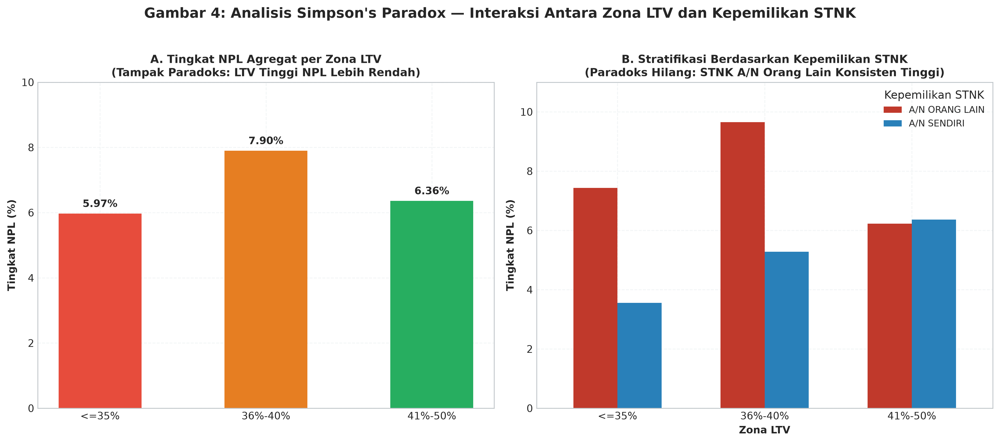 Gambar 4: Analisis Simpson's Paradox — Interaksi Antara Zona LTV dan Kepemilikan STNK
A. Tingkat NPL Agregat per Zona LTV
(Tampak Paradoks: LTV Tinggi NPL Lebih Rendah)
Tingkat NPL (%)
10
8
6
4
2
0
5.97%
7.90%
6.36%
<=35%
36%-40%
41%-50%
B. Stratifikasi Berdasarkan Kepemilikan STNK
(Paradoks Hilang: STNK A/N Orang Lain Konsisten Tinggi)
Tingkat NPL (%)
10
8
6
4
2
0
Kepemilikan STNK
A/N ORANG LAIN
A/N SENDIRI
<=35%
36%-40%
41%-50%
Zona LTV